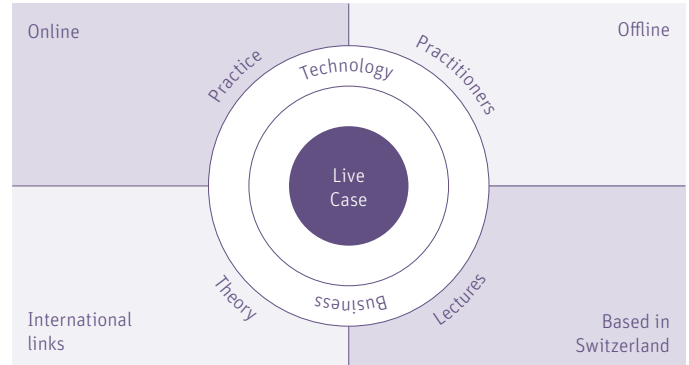 Online
Offline
Practice
Technology
Practitioners
Live
Case
Theory
Business
Lectures
International
links
Based in
Switzerland